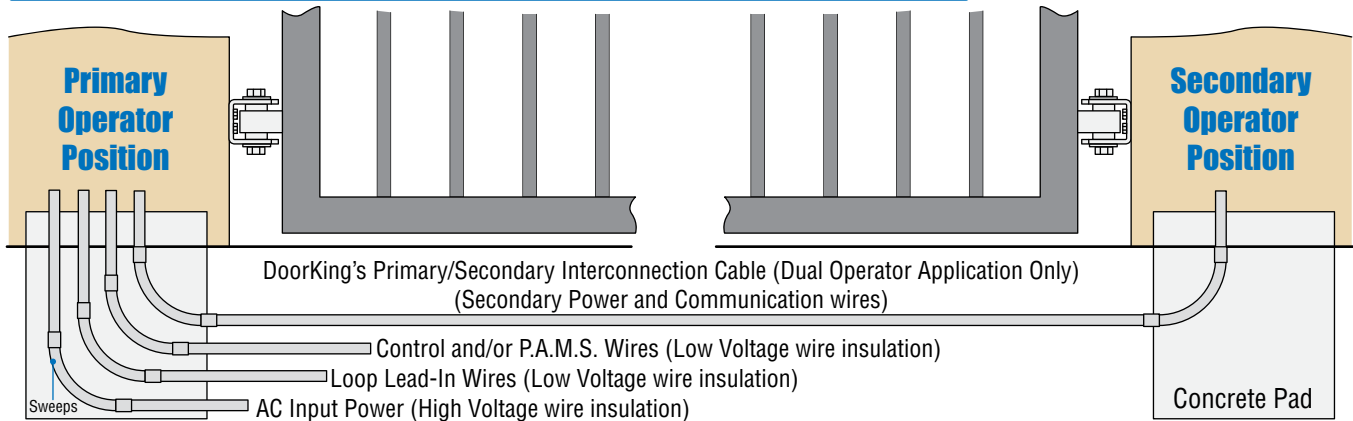 Primary
Operator
Position
Secondary
Operator
Position
DoorKing's Primary/Secondary Interconnection Cable (Dual Operator Application Only)
(Secondary Power and Communication wires)
Control and/or P.A.M.S. Wires (Low Voltage wire insulation)
Loop Lead-In Wires (Low Voltage wire insulation)
Sweeps
AC Input Power (High Voltage wire insulation)
Concrete Pad